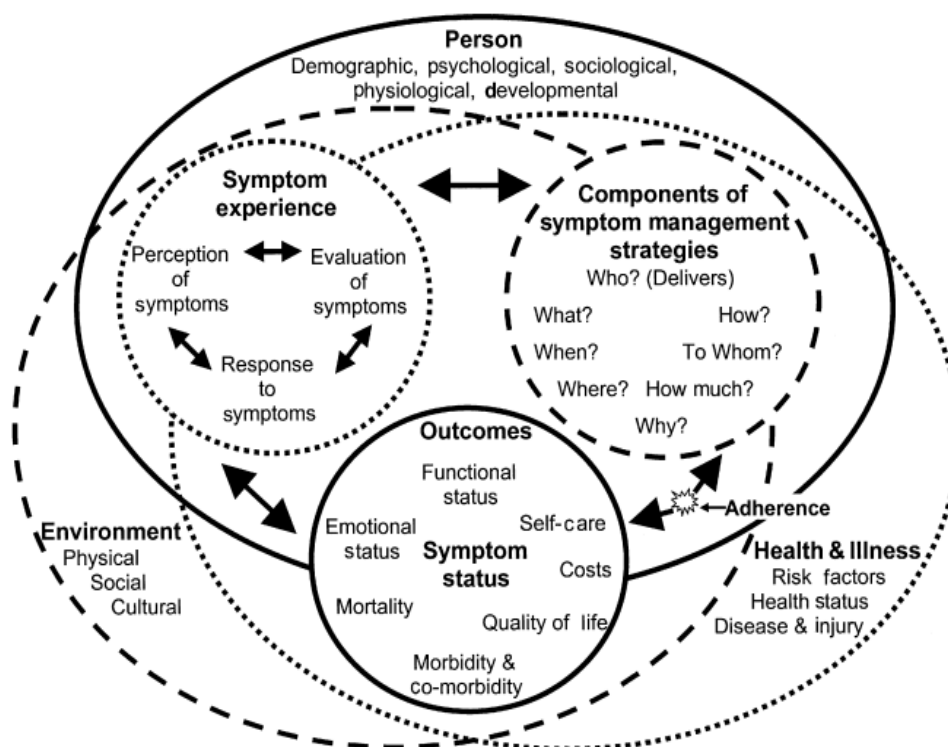 Person
Demographic, psychological, sociological,
physiological, developmental
Symptom
experience
Perception
of
symptoms
Evaluation
of
symptoms
Response
to
symptoms
Components of
symptom management
strategies
Who? (Delivers)
What?
How?
When?
To Whom?
Where?
How much?
Why?
Outcomes
Functional
status
Emotional
status
Self-care
Symptom
status
Costs
Mortality
Quality of life
Morbidity &
co-morbidity
Adherence
Environment
Physical
Social
Cultural
Health & Illness
Risk factors
Health status
Disease & injury